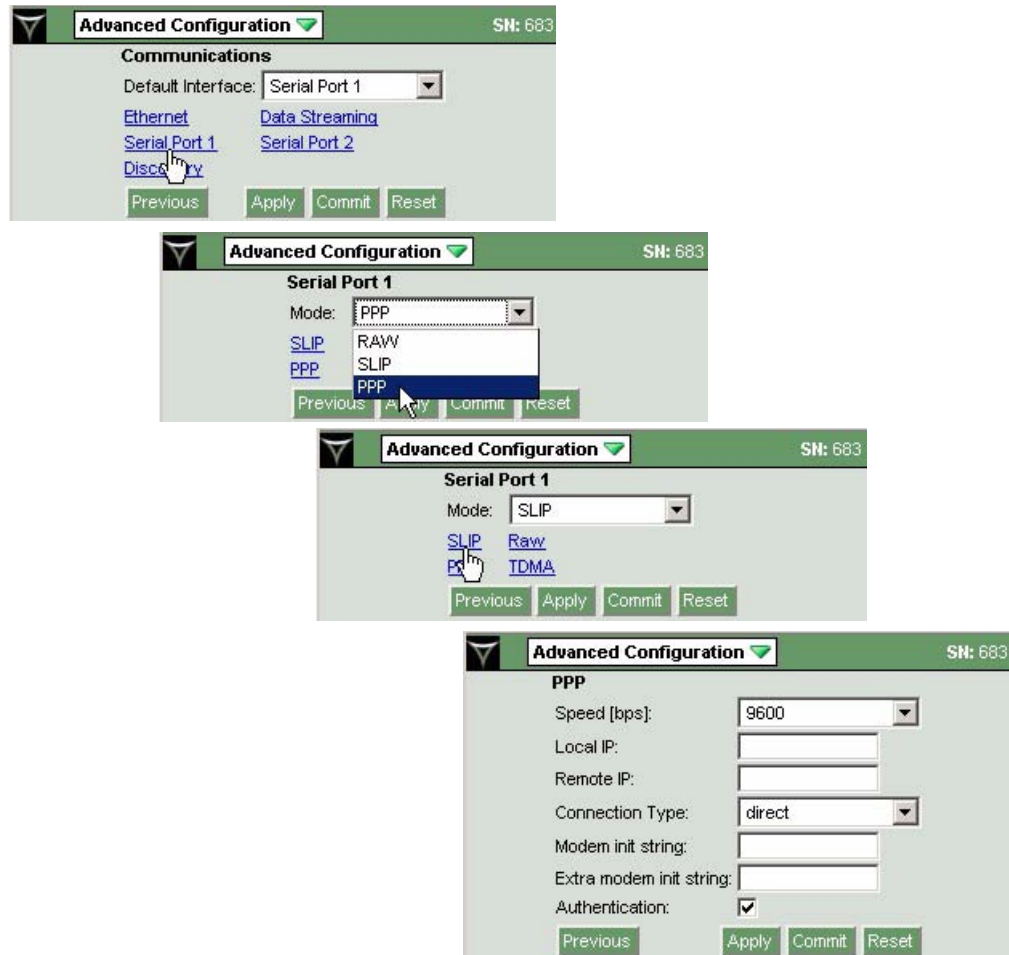 Advanced Configuration SN: 683
Communications
Default Interface: Serial Port 1
Ethernet Data Streaming
Serial Port 1 Serial Port 2
Discovery
Previous Apply Commit Reset
Advanced Configuration SN: 683
Serial Port 1
Mode: PPP
SLIP RAW
SLIP
PPP PPP
Previous Apply Commit Reset
Advanced Configuration SN: 683
Serial Port 1
Mode: SLIP
SLIP Raw
TDMA
Previous Apply Commit Reset
Advanced Configuration SN: 683
PPP
Speed [bps]: 9600
Local IP:
Remote IP:
Connection Type: direct
Modem init string:
Extra modem init string:
Authentication:
Previous Apply Commit Reset